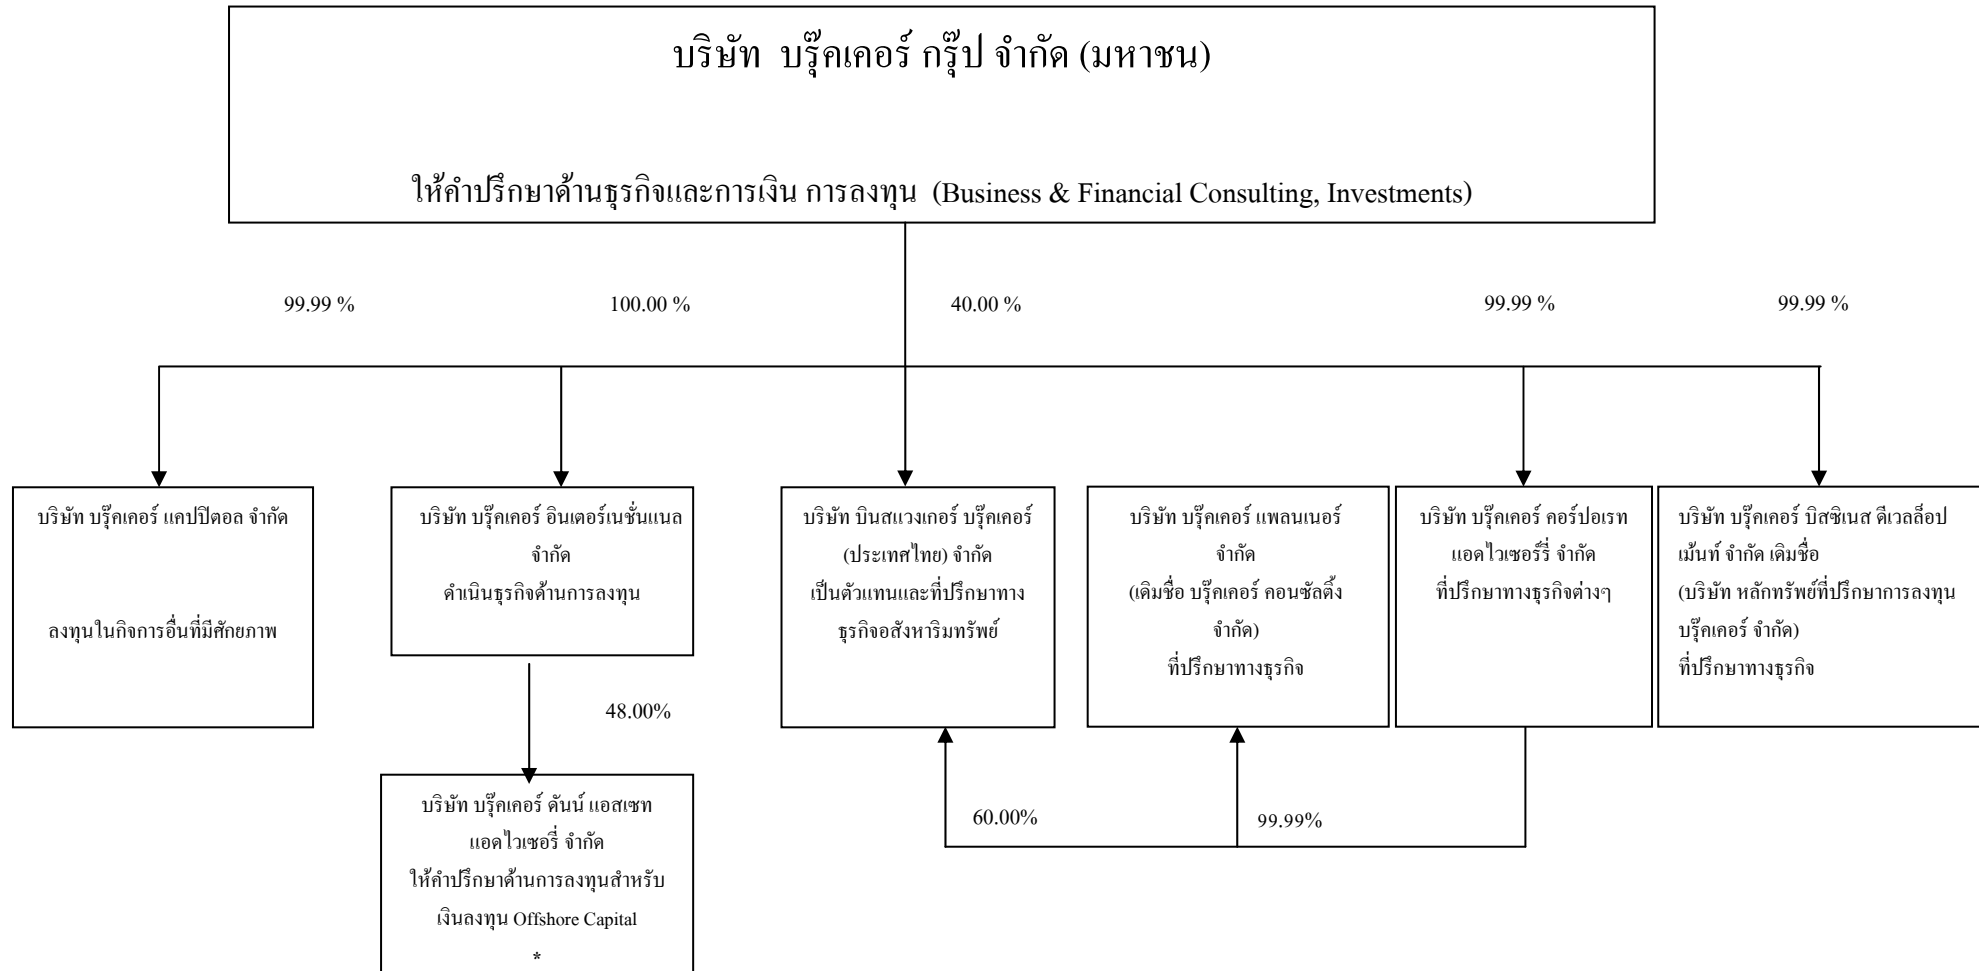 บริษัท บรุ๊คเคอร์ กรุ๊ป จำกัด (มหาชน)
ให้คำปรึกษาด้านธุรกิจและการเงิน การลงทุน (Business & Financial Consulting, Investments)
99.99 %
100.00 %
40.00 %
99.99 %
99.99 %
บริษัท บรุ๊คเคอร์ แคปปิตอล จำกัด
ลงทุนในกิจการอื่นที่มีศักยภาพ
บริษัท บรุ๊คเคอร์ อินเตอร์เนชั่นแนล
จำกัด
ดำเนินธุรกิจด้านการลงทุน
บริษัท บินสแวงเกอร์ บรุ๊คเคอร์
(ประเทศไทย) จำกัด
เป็นตัวแทนและที่ปรึกษาทาง
ธุรกิจอสังหาริมทรัพย์
บริษัท บรุ๊คเคอร์ แพลนเนอร์
จำกัด
(เดิมชื่อ บรุ๊คเคอร์ คอนซัลติ้ง
จำกัด)
ที่ปรึกษาทางธุรกิจ
บริษัท บรุ๊คเคอร์ คอร์ปอเรท
แอดไวเซอร์รี่ จำกัด
ที่ปรึกษาทางธุรกิจต่างๆ
บริษัท บรุ๊คเคอร์ บิสซิเนส ดีเวลล็อป
เม้นท์ จำกัด เดิมชื่อ
(บริษัท หลักทรัพย์ที่ปรึกษาการลงทุน
บรุ๊คเคอร์ จำกัด)
ที่ปรึกษาทางธุรกิจ
48.00%
60.00%
99.99%
บริษัท บรุ๊คเคอร์ ดันน์ แอสเซท
แอดไวเซอรี่ จำกัด
ให้คำปรึกษาด้านการลงทุนสำหรับ
เงินลงทุน Offshore Capital
*